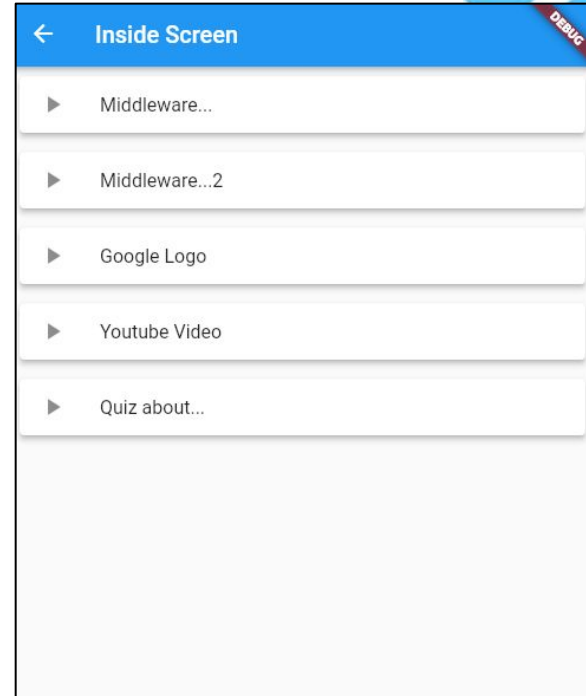 Inside Screen
DEBUG
Middleware...
Middleware...2
Google Logo
Youtube Video
Quiz about...